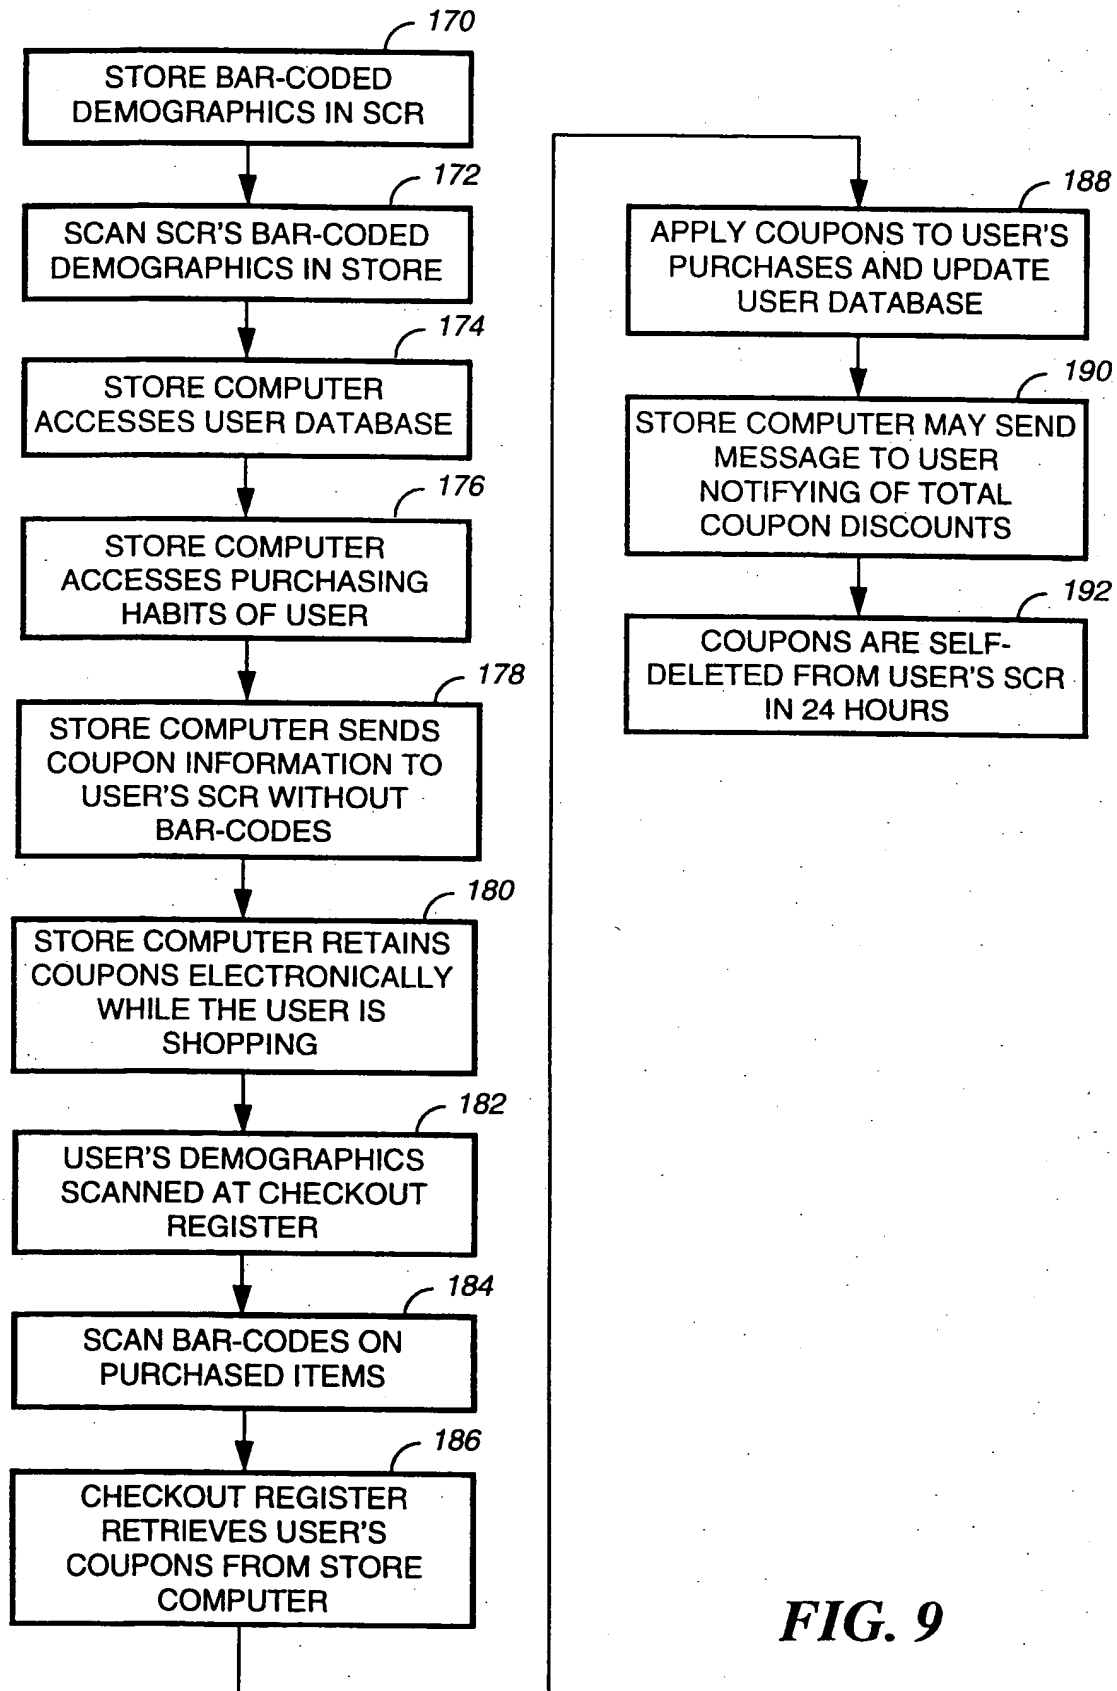 170
STORE BAR-CODED
DEMOGRAPHICS IN SCR
172
SCAN SCR'S BAR-CODED
DEMOGRAPHICS IN STORE
174
STORE COMPUTER
ACCESSES USER DATABASE
176
STORE COMPUTER
ACCESSES PURCHASING
HABITS OF USER
178
STORE COMPUTER SENDS
COUPON INFORMATION TO
USER'S SCR WITHOUT
BAR-CODES
180
STORE COMPUTER RETAINS
COUPONS ELECTRONICALLY
WHILE THE USER IS
SHOPPING
182
USER'S DEMOGRAPHICS
SCANNED AT CHECKOUT
REGISTER
184
SCAN BAR-CODES ON
PURCHASED ITEMS
186
CHECKOUT REGISTER
RETRIEVES USER'S
COUPONS FROM STORE
COMPUTER
188
APPLY COUPONS TO USER'S
PURCHASES AND UPDATE
USER DATABASE
190
STORE COMPUTER MAY SEND
MESSAGE TO USER
NOTIFYING OF TOTAL
COUPON DISCOUNTS
192
COUPONS ARE SELF-
DELETED FROM USER'S SCR
IN 24 HOURS
FIG. 9